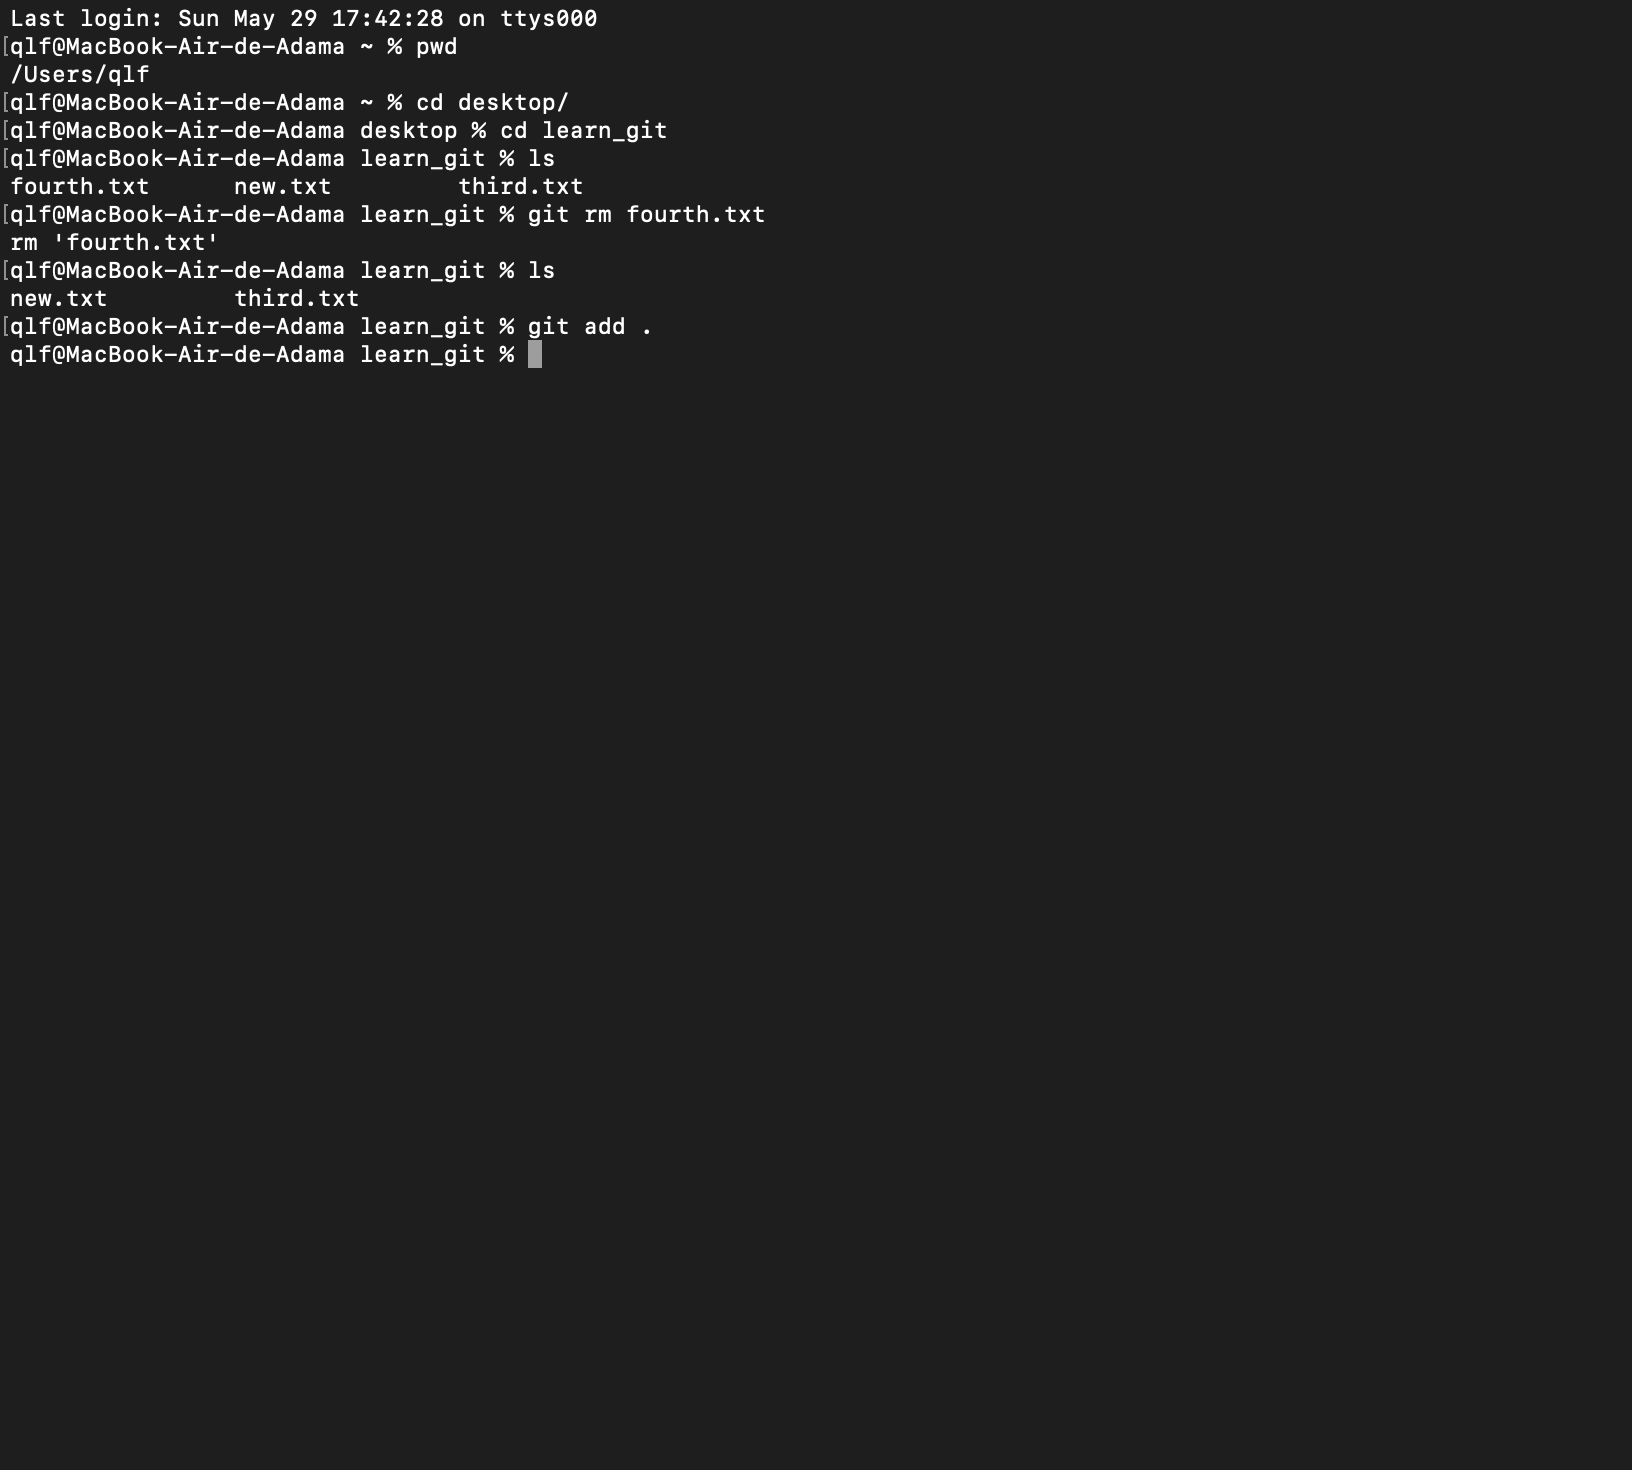 Last login: Sun May 29 17:42:28 on ttys000
[qlf@MacBook-Air-de-Adama ~ % pwd
/Users/qlf
[qlf@MacBook-Air-de-Adama ~ % cd desktop/
[qlf@MacBook-Air-de-Adama desktop % cd learn_git
[qlf@MacBook-Air-de-Adama learn_git % ls
fourth.txt      new.txt         third.txt
[qlf@MacBook-Air-de-Adama learn_git % git rm fourth.txt
rm 'fourth.txt'
[qlf@MacBook-Air-de-Adama learn_git % ls
new.txt         third.txt
[qlf@MacBook-Air-de-Adama learn_git % git add .
qlf@MacBook-Air-de-Adama learn_git %